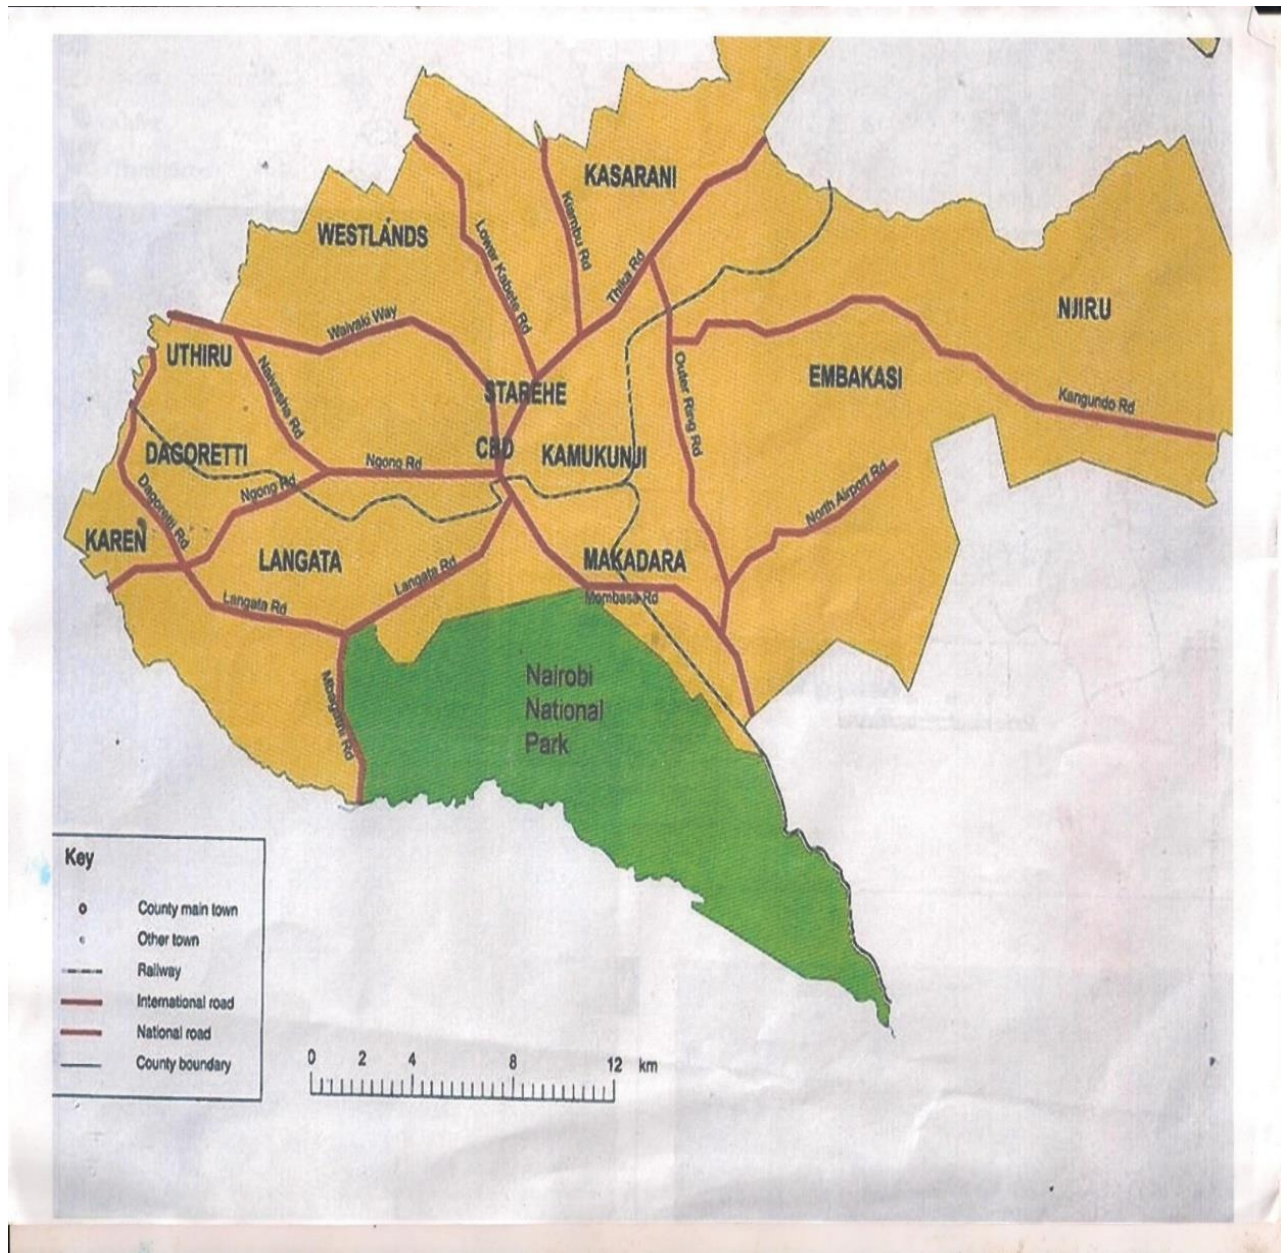 KASARANI
WESTLANDS
Kiambu Rd
Lower Kabete Rd
Thika Rd
NJIRU
Waiyaki Way
UTHIRU
Naivasha Rd
STAREHE
EMBAKASI
Outer Ring Rd
Kangundo Rd
DAGORETTI
Ngong Rd
CBD
KAMUKUNJI
Ngong Rd
North Airport Rd
Dagoretti Rd
KAREN
LANGATA
Langata Rd
MAKADARA
Mombasa Rd
Langata Rd
Mbagathi Rd
Nairobi
National
Park
Key
County main town
Other town
Railway
International road
National road
County boundary
0 2 4 8 12 km